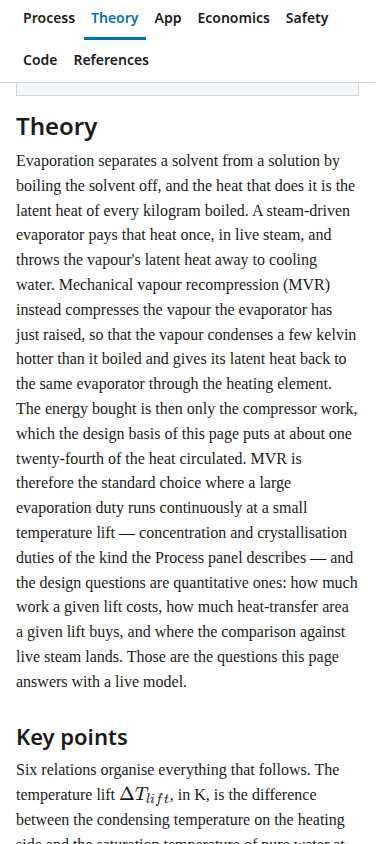 Process Theory App Economics Safety
Code References
Theory
Evaporation separates a solvent from a solution by
boiling the solvent off, and the heat that does it is the
latent heat of every kilogram boiled. A steam-driven
evaporator pays that heat once, in live steam, and
throws the vapour's latent heat away to cooling
water. Mechanical vapour recompression (MVR)
instead compresses the vapour the evaporator has
just raised, so that the vapour condenses a few kelvin
hotter than it boiled and gives its latent heat back to
the same evaporator through the heating element.
The energy bought is then only the compressor work,
which the design basis of this page puts at about one
twenty-fourth of the heat circulated. MVR is
therefore the standard choice where a large
evaporation duty runs continuously at a small
temperature lift — concentration and crystallisation
duties of the kind the Process panel describes — and
the design questions are quantitative ones: how much
work a given lift costs, how much heat-transfer area
a given lift buys, and where the comparison against
live steam lands. Those are the questions this page
answers with a live model.
Key points
Six relations organise everything that follows. The
temperature lift ΔT_lift, in K, is the difference
between the condensing temperature on the heating
side and the saturation temperature of pure water at